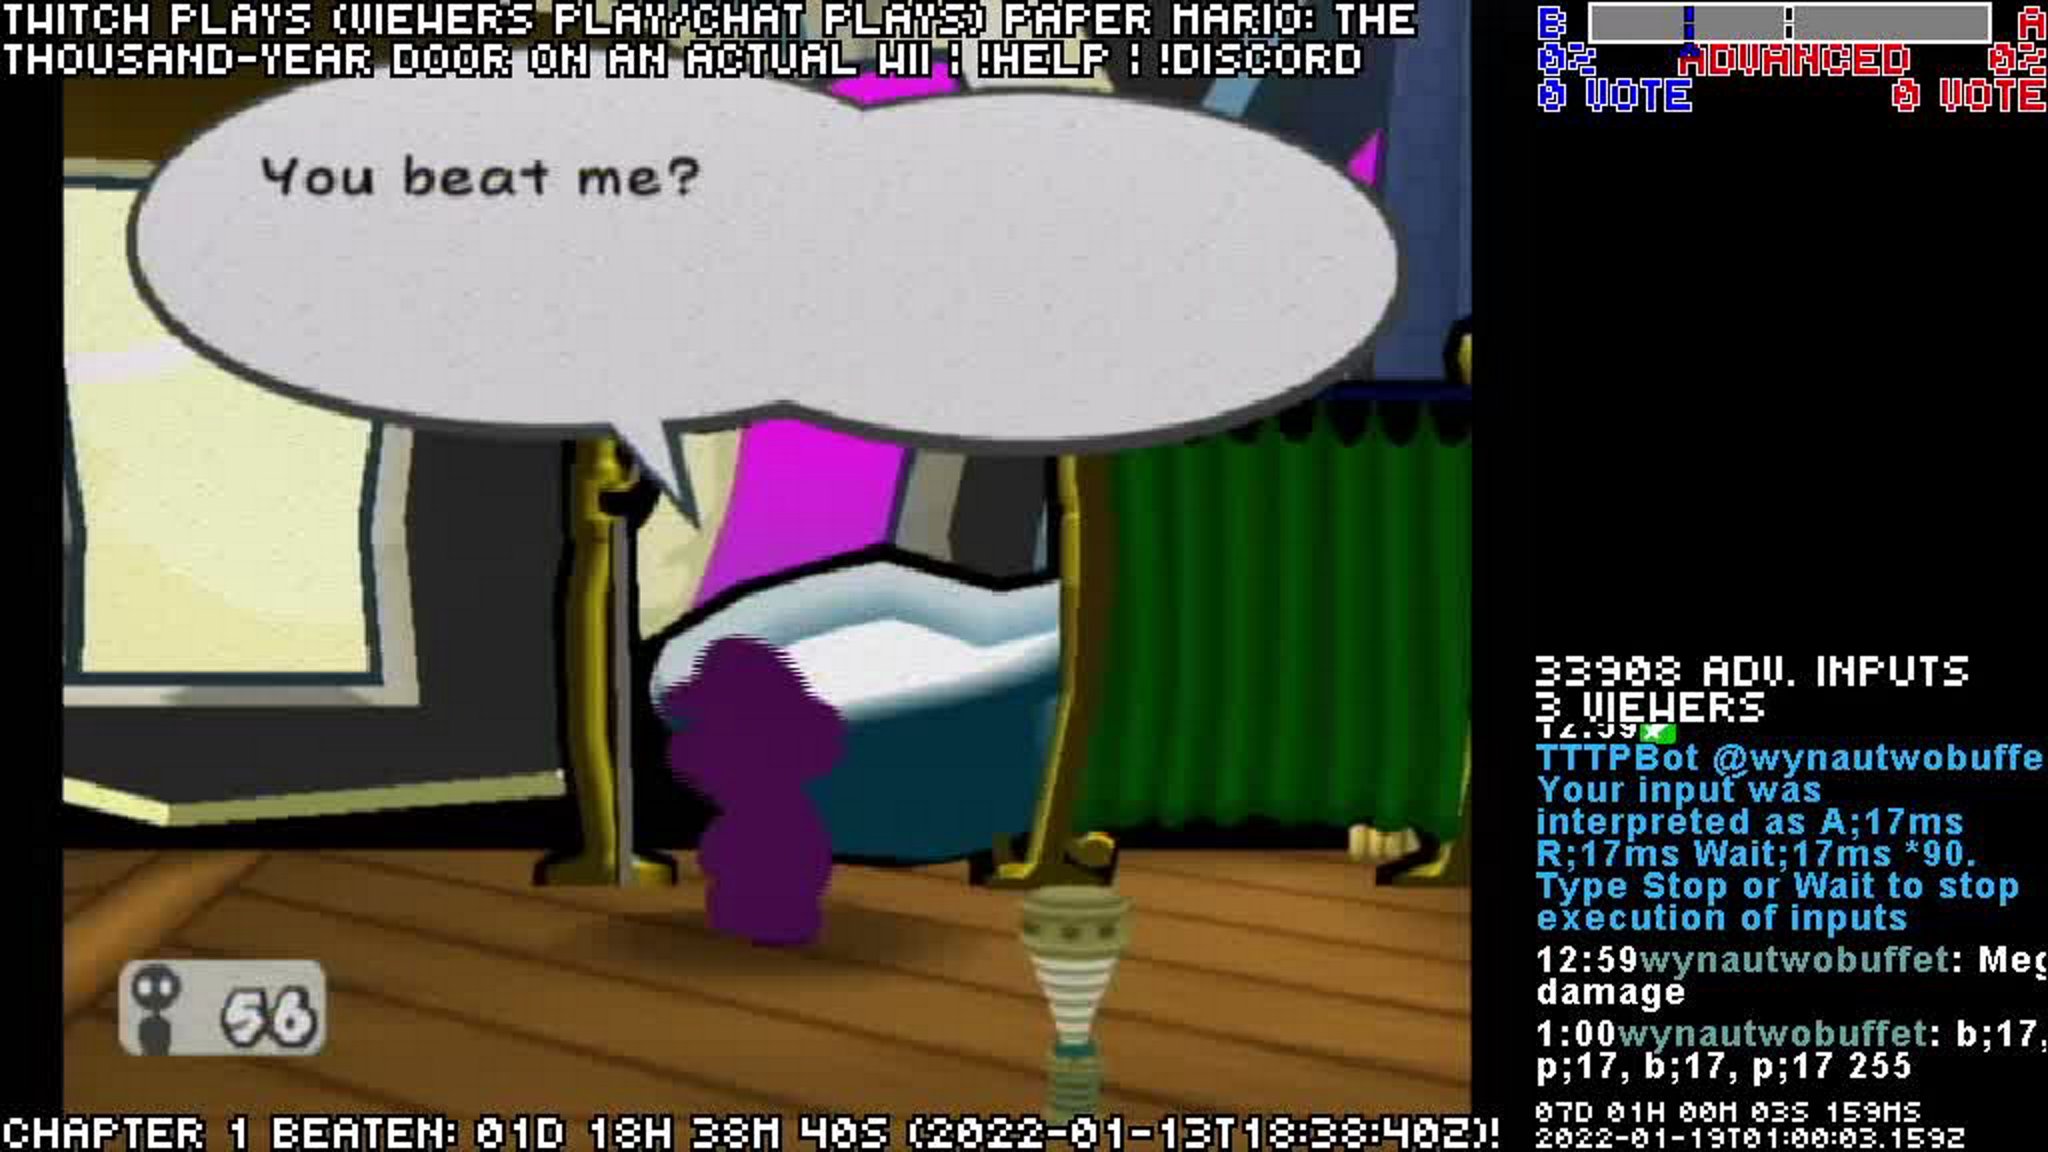 TWITCH PLAYS (VIEWERS PLAY/CHAT PLAYS) PAPER MARIO: THE
THOUSAND-YEAR DOOR ON AN ACTUAL WII ¦ !HELP ¦ !DISCORD
B A
0% ADVANCED 0%
0 VOTE 0 VOTE
You beat me?
56
33908 ADV. INPUTS
3 VIEWERS
12:59
TTTPBot @wynautwobuffe
Your input was
interpreted as A;17ms
R;17ms Wait;17ms *90.
Type Stop or Wait to stop
execution of inputs
12:59wynautwobuffet: Meg
damage
1:00wynautwobuffet: b;17,
p;17, b;17, p;17 255
07D 01H 00M 03S 159MS
2022-01-19T01:00:03.159Z
CHAPTER 1 BEATEN: 01D 18H 38M 40S (2022-01-13T18:38:40Z)!